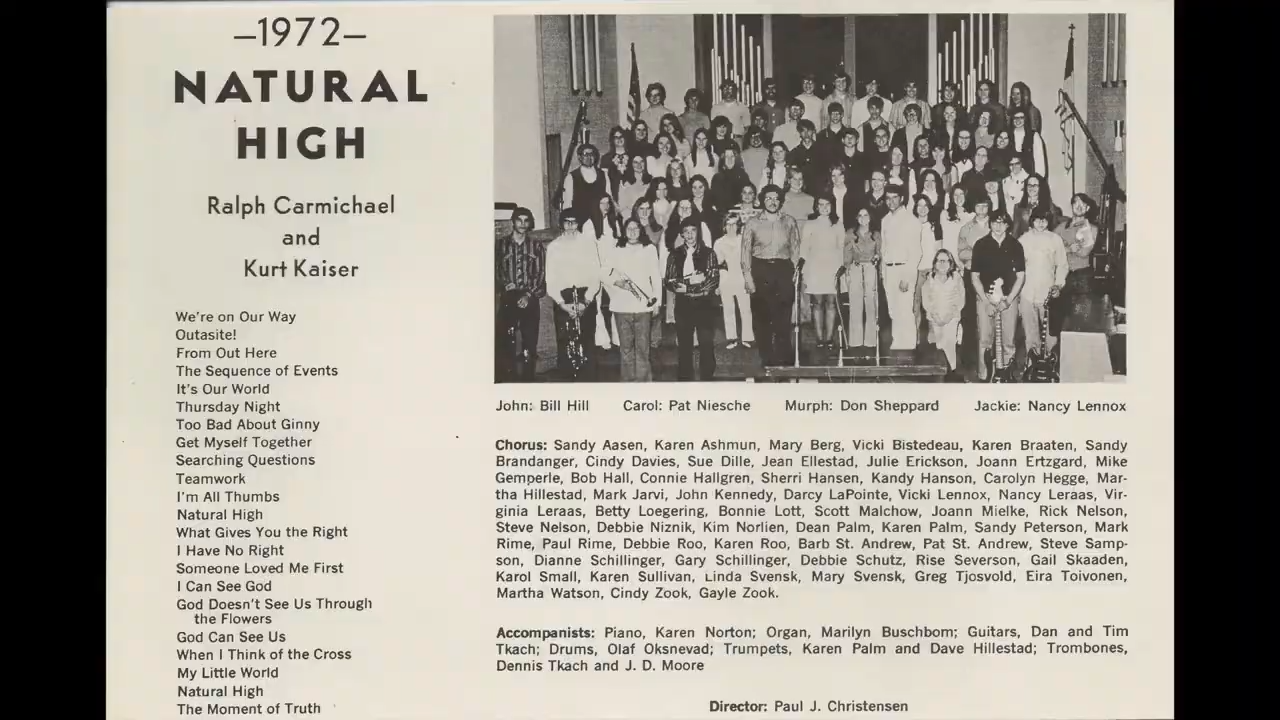 –1972–
NATURAL
HIGH
Ralph Carmichael
and
Kurt Kaiser
We're on Our Way
Outasite!
From Out Here
The Sequence of Events
It's Our World
Thursday Night
Too Bad About Ginny
Get Myself Together
Searching Questions
Teamwork
I'm All Thumbs
Natural High
What Gives You the Right
I Have No Right
Someone Loved Me First
I Can See God
God Doesn't See Us Through
the Flowers
God Can See Us
When I Think of the Cross
My Little World
Natural High
The Moment of Truth
John: Bill Hill Carol: Pat Niesche Murph: Don Sheppard Jackie: Nancy Lennox
Chorus: Sandy Aasen, Karen Ashmun, Mary Berg, Vicki Bistedeau, Karen Braaten, Sandy
Brandanger, Cindy Davies, Sue Dille, Jean Ellestad, Julie Erickson, Joann Ertzgard, Mike
Gemperle, Bob Hall, Connie Hallgren, Sherri Hansen, Kandy Hanson, Carolyn Hegge, Mar-
tha Hillestad, Mark Jarvi, John Kennedy, Darcy LaPointe, Vicki Lennox, Nancy Leraas, Vir-
ginia Leraas, Betty Loegering, Bonnie Lott, Scott Malchow, Joann Mielke, Rick Nelson,
Steve Nelson, Debbie Niznik, Kim Norlien, Dean Palm, Karen Palm, Sandy Peterson, Mark
Rime, Paul Rime, Debbie Roo, Karen Roo, Barb St. Andrew, Pat St. Andrew, Steve Samp-
son, Dianne Schillinger, Gary Schillinger, Debbie Schutz, Rise Severson, Gail Skaaden,
Karol Small, Karen Sullivan, Linda Svensk, Mary Svensk, Greg Tjosvold, Eira Toivonen,
Martha Watson, Cindy Zook, Gayle Zook.
Accompanists: Piano, Karen Norton; Organ, Marilyn Buschbom; Guitars, Dan and Tim
Tkach; Drums, Olaf Oksnevad; Trumpets, Karen Palm and Dave Hillestad; Trombones,
Dennis Tkach and J. D. Moore
Director: Paul J. Christensen